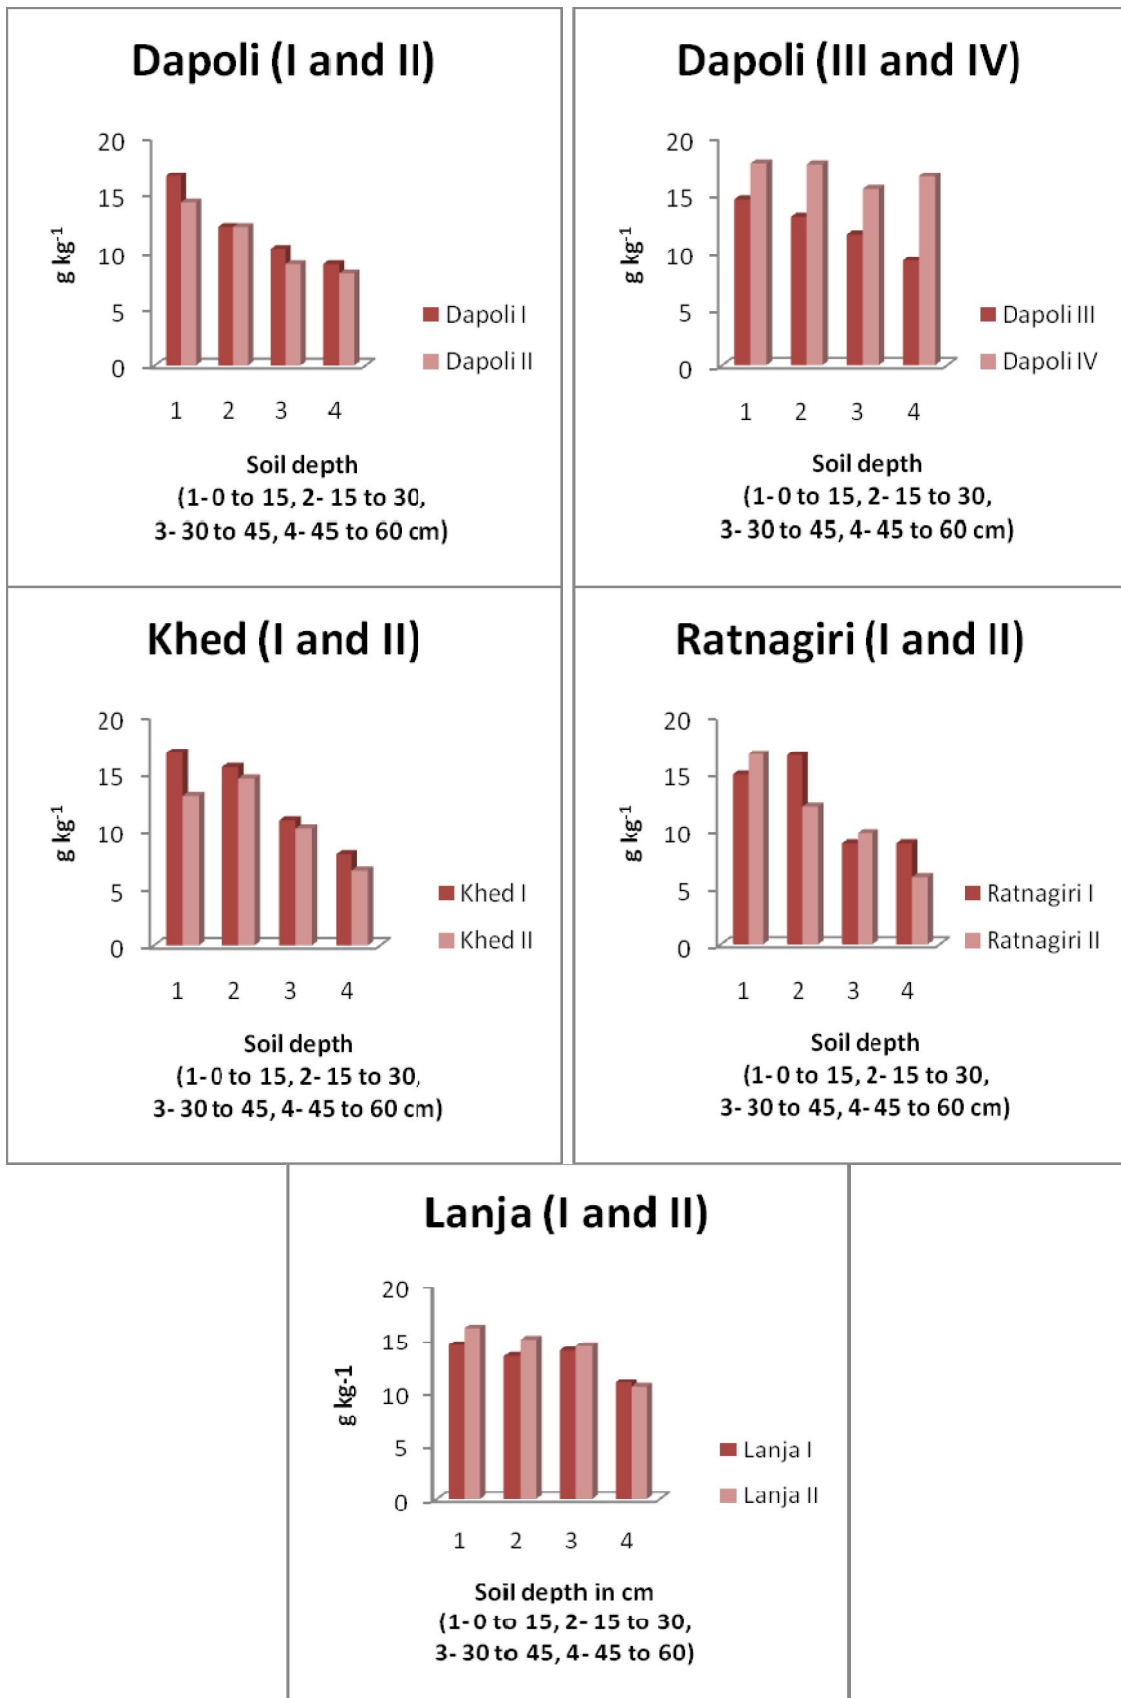 Dapoli (I and II)
20
15
10
5
0
g kg-1
Dapoli I
Dapoli II
1 2 3 4
Soil depth
(1- 0 to 15, 2- 15 to 30,
3- 30 to 45, 4- 45 to 60 cm)
Dapoli (III and IV)
20
15
10
5
0
g kg-1
Dapoli III
Dapoli IV
1 2 3 4
Soil depth
(1- 0 to 15, 2- 15 to 30,
3- 30 to 45, 4- 45 to 60 cm)
Khed (I and II)
20
15
10
5
0
g kg-1
Khed I
Khed II
1 2 3 4
Soil depth
(1- 0 to 15, 2- 15 to 30,
3- 30 to 45, 4- 45 to 60 cm)
Ratnagiri (I and II)
20
15
10
5
0
g kg-1
Ratnagiri I
Ratnagiri II
1 2 3 4
Soil depth
(1- 0 to 15, 2- 15 to 30,
3- 30 to 45, 4- 45 to 60 cm)
Lanja (I and II)
20
15
10
5
0
g kg-1
Lanja I
Lanja II
1 2 3 4
Soil depth in cm
(1- 0 to 15, 2- 15 to 30,
3- 30 to 45, 4- 45 to 60)